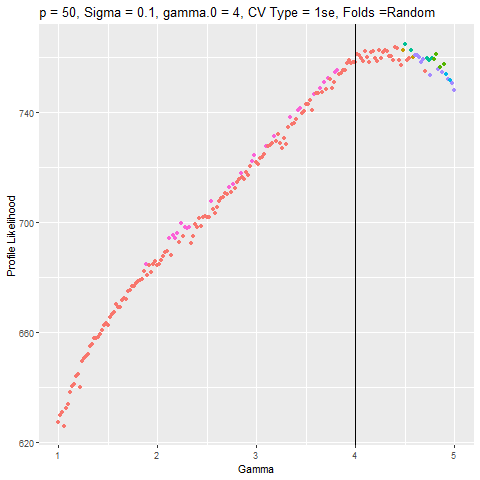 p = 50, Sigma = 0.1, gamma.0 = 4, CV Type = 1se, Folds =Random
Profile Likelihood
740
700
660
620
1 2 3 4 5
Gamma